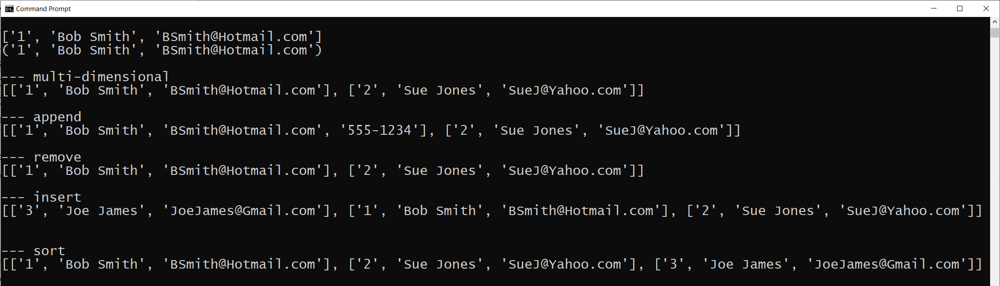 Command Prompt
['1', 'Bob Smith', 'BSmith@Hotmail.com']
('1', 'Bob Smith', 'BSmith@Hotmail.com')
--- multi-dimensional
[['1', 'Bob Smith', 'BSmith@Hotmail.com'], ['2', 'Sue Jones', 'SueJ@Yahoo.com']]
--- append
[['1', 'Bob Smith', 'BSmith@Hotmail.com', '555-1234'], ['2', 'Sue Jones', 'SueJ@Yahoo.com']]
--- remove
[['1', 'Bob Smith', 'BSmith@Hotmail.com'], ['2', 'Sue Jones', 'SueJ@Yahoo.com']]
--- insert
[['3', 'Joe James', 'JoeJames@Gmail.com'], ['1', 'Bob Smith', 'BSmith@Hotmail.com'], ['2', 'Sue Jones', 'SueJ@Yahoo.com']]
--- sort
[['1', 'Bob Smith', 'BSmith@Hotmail.com'], ['2', 'Sue Jones', 'SueJ@Yahoo.com'], ['3', 'Joe James', 'JoeJames@Gmail.com']]